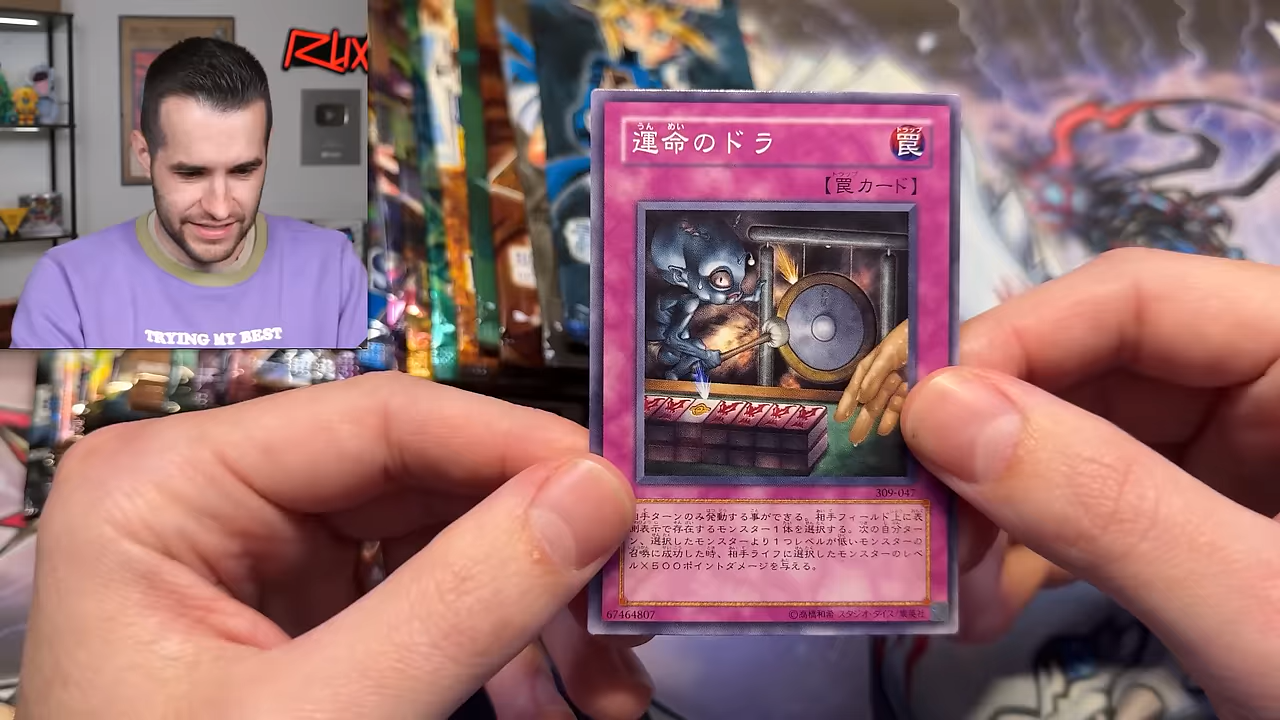 RUX
TRYING MY BEST
うん めい
運命のドラ
トラップ
罠
トラップ
【罠カード】
309-047
手ターンのみ発動する事ができる。相手フィールド上に表
側表示で存在するモンスター1体を選択する。次の自分ター
ン、選択したモンスターより1つレベルが低いモンスターの
召喚に成功した時、相手ライフに選択したモンスターのレベ
ル×500ポイントダメージを与える。
67464807
©高橋和希 スタジオ・ダイス/集英社